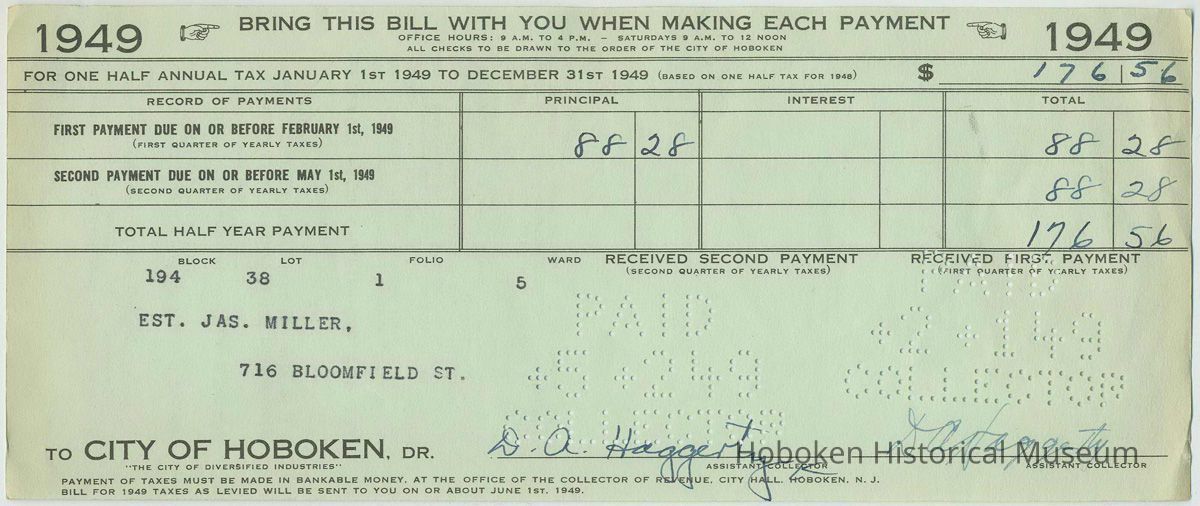 1949 BRING THIS BILL WITH YOU WHEN MAKING EACH PAYMENT 1949
OFFICE HOURS: 9 A.M. TO 4 P.M. – SATURDAYS 9 A.M. TO 12 NOON
ALL CHECKS TO BE DRAWN TO THE ORDER OF THE CITY OF HOBOKEN
FOR ONE HALF ANNUAL TAX JANUARY 1ST 1949 TO DECEMBER 31ST 1949 (BASED ON ONE HALF TAX FOR 1948) $ 176 | 56
RECORD OF PAYMENTS PRINCIPAL INTEREST TOTAL
FIRST PAYMENT DUE ON OR BEFORE FEBRUARY 1st, 1949 88 28 88 28
(FIRST QUARTER OF YEARLY TAXES)
SECOND PAYMENT DUE ON OR BEFORE MAY 1st, 1949 88 28
(SECOND QUARTER OF YEARLY TAXES)
TOTAL HALF YEAR PAYMENT 176 56
BLOCK LOT FOLIO WARD RECEIVED SECOND PAYMENT RECEIVED FIRST PAYMENT
(SECOND QUARTER OF YEARLY TAXES) (FIRST QUARTER OF YEARLY TAXES)
194 38 1 5
PAID PAID
EST. JAS. MILLER,
+2 +149
716 BLOOMFIELD ST.
+5 +249 COLLECTOR
COLLECTOR
TO CITY OF HOBOKEN, DR. D. A. Haggerty D. A. Haggerty
Hoboken Historical Museum
"THE CITY OF DIVERSIFIED INDUSTRIES" ASSISTANT COLLECTOR ASSISTANT COLLECTOR
PAYMENT OF TAXES MUST BE MADE IN BANKABLE MONEY, AT THE OFFICE OF THE COLLECTOR OF REVENUE, CITY HALL, HOBOKEN, N. J.
BILL FOR 1949 TAXES AS LEVIED WILL BE SENT TO YOU ON OR ABOUT JUNE 1ST. 1949.